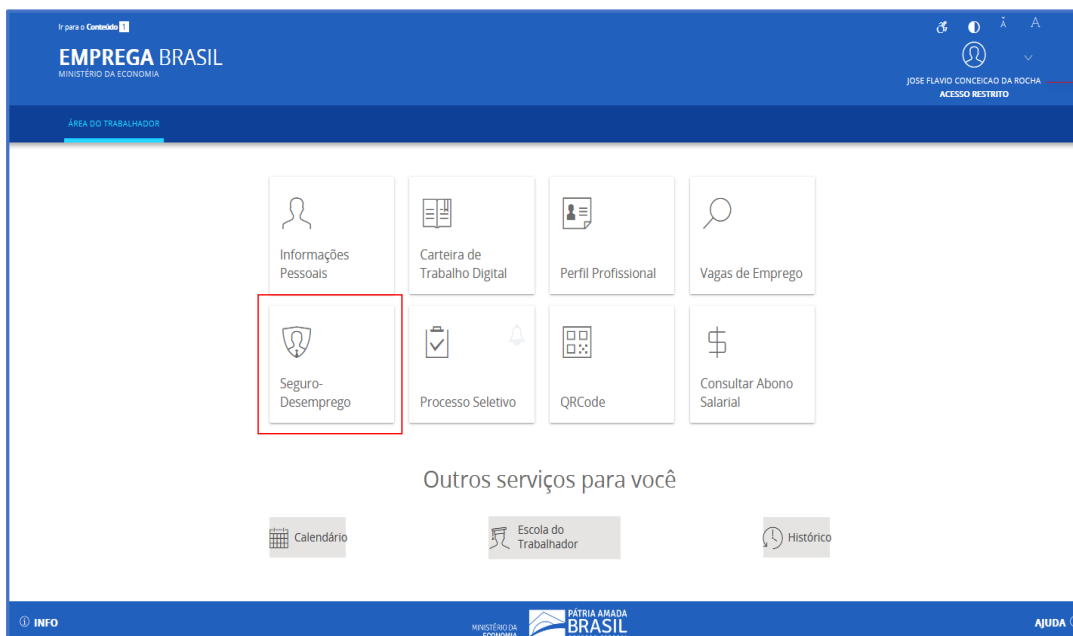 Ir para o Conteúdo 1
A A
EMPREGA BRASIL
MINISTÉRIO DA ECONOMIA
JOSE FLAVIO CONCEICAO DA ROCHA
ACESSO RESTRITO
ÁREA DO TRABALHADOR
Informações
Pessoais
Carteira de
Trabalho Digital
Perfil Profissional
Vagas de Emprego
Seguro-
Desemprego
Processo Seletivo
QRCode
Consultar Abono
Salarial
Outros serviços para você
Calendário
Escola do
Trabalhador
Histórico
INFO
MINISTÉRIO DA
ECONOMIA
PÁTRIA AMADA
BRASIL
AJUDA